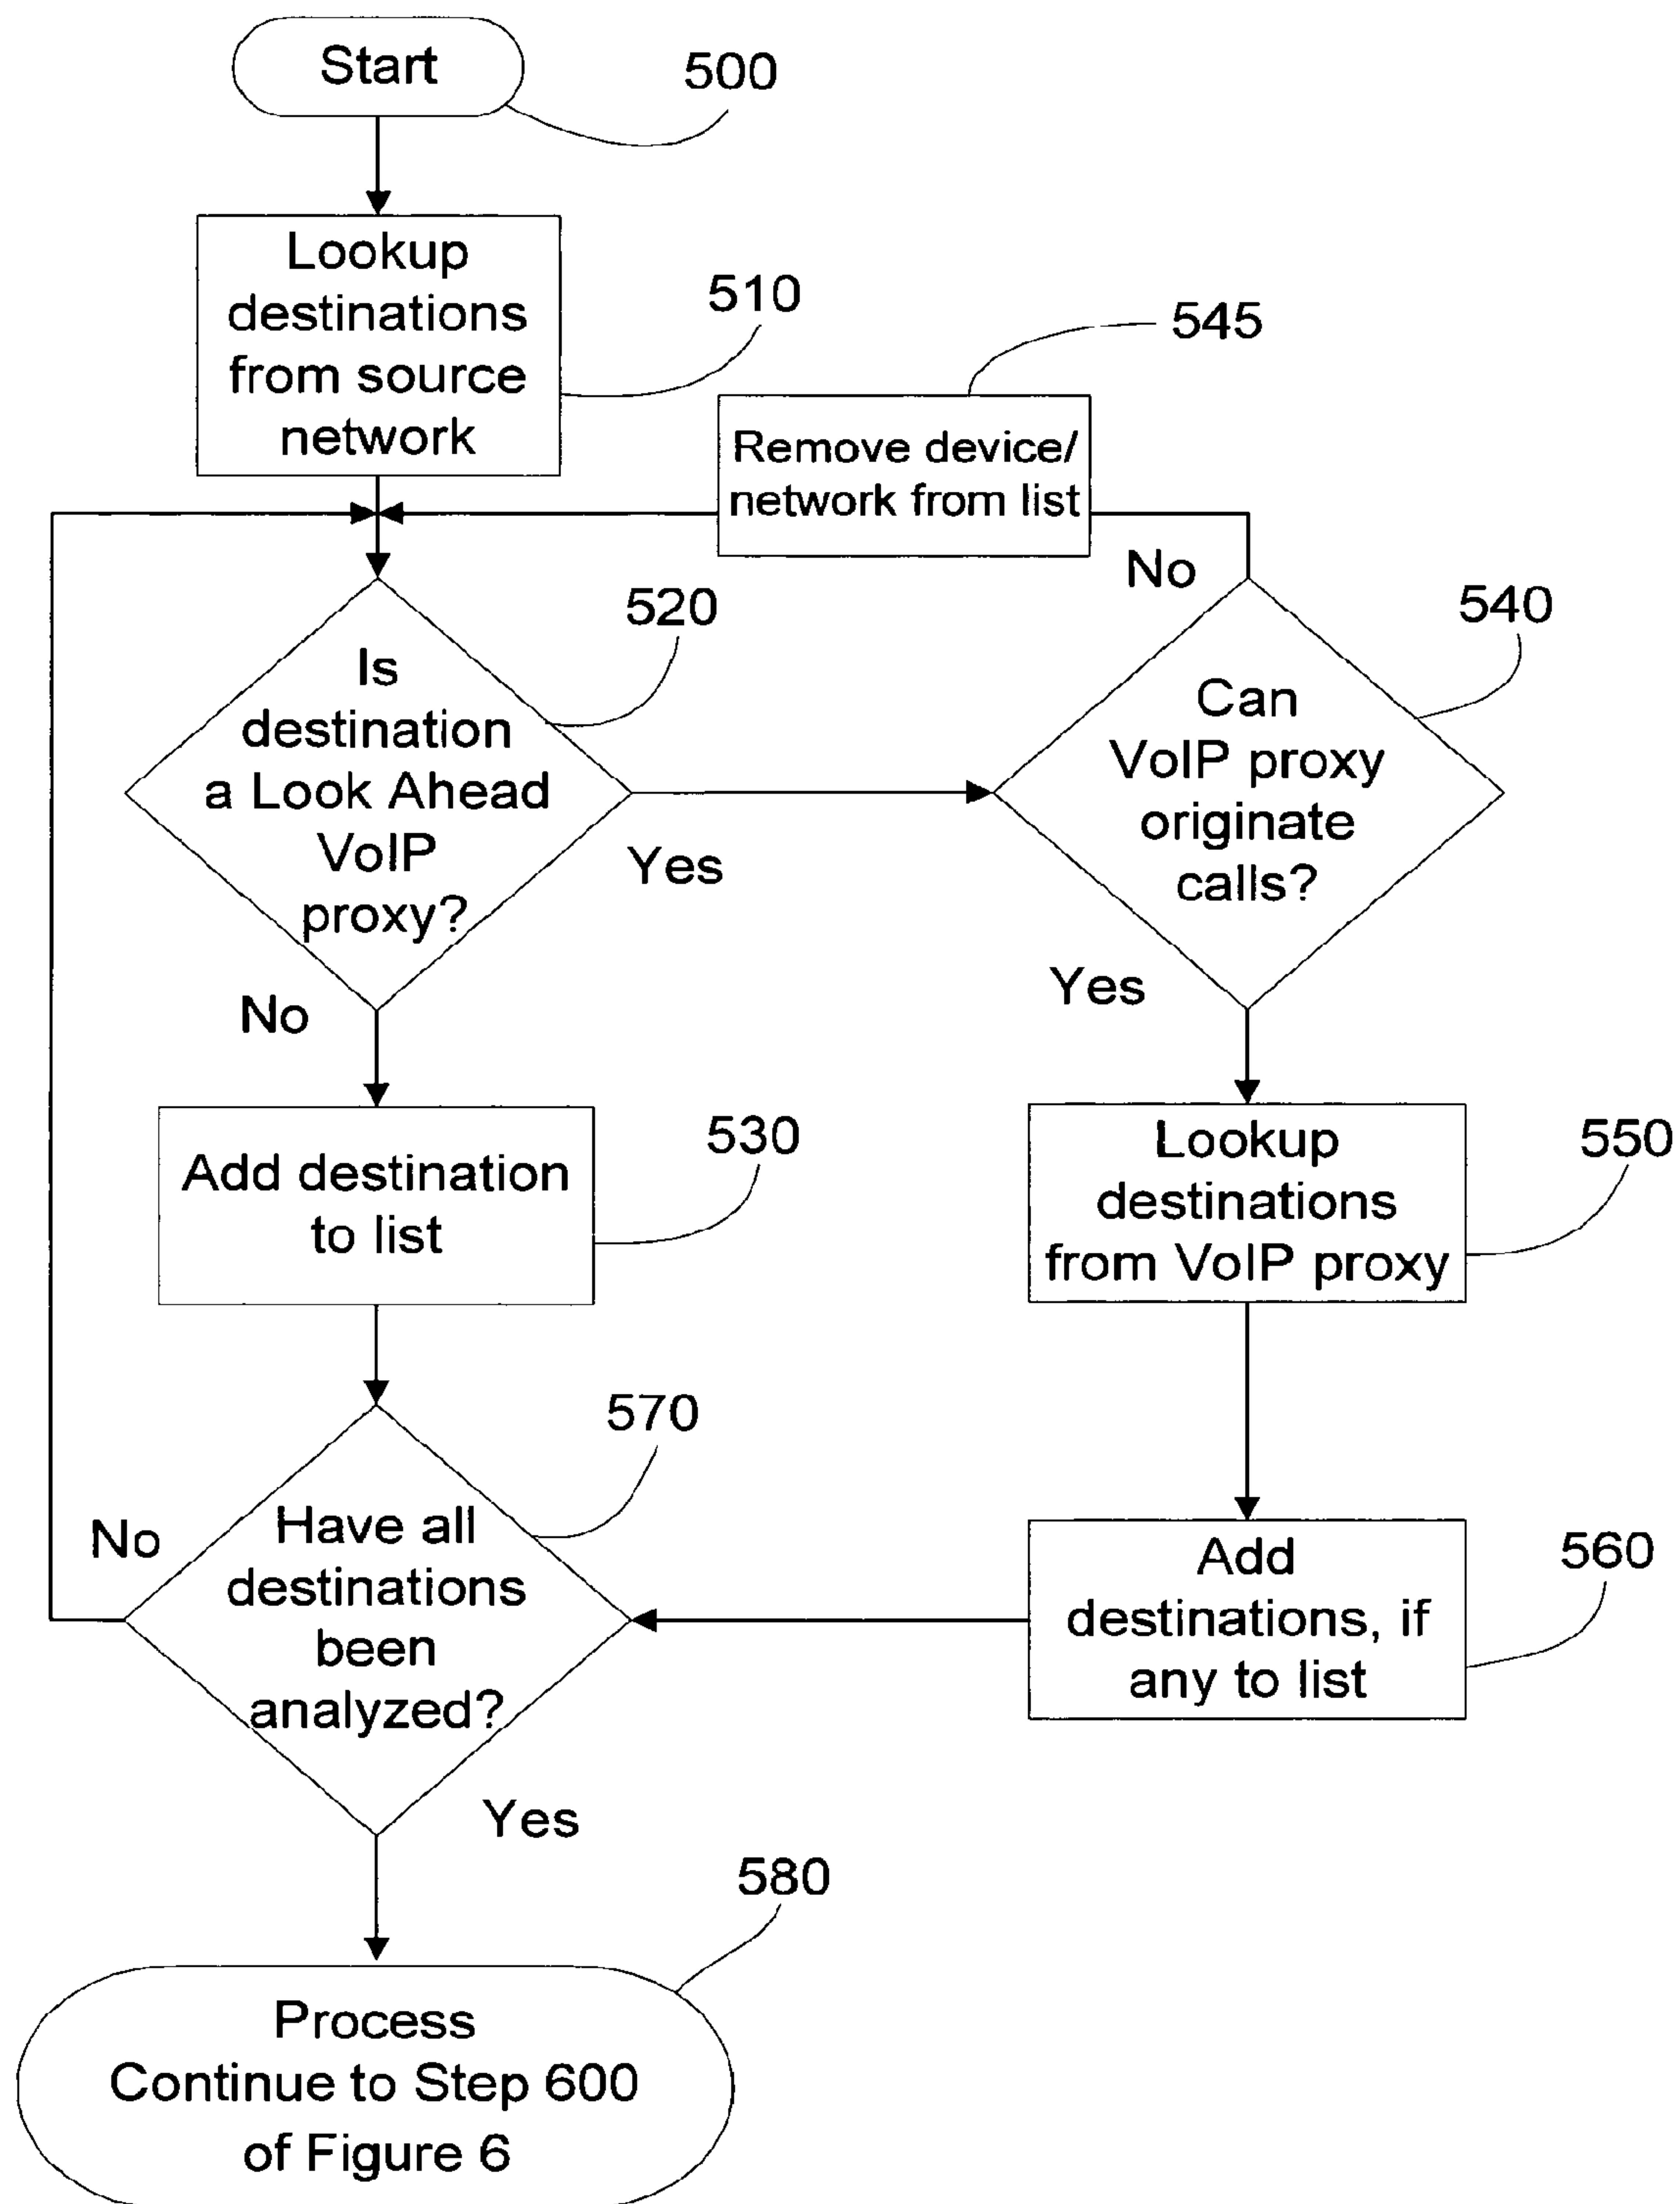 Start
500
Lookup
destinations
from source
network
510
545
Remove device/
network from list
No
520
540
Is
destination
a Look Ahead
VoIP
proxy?
Yes
No
Can
VoIP proxy
originate
calls?
Yes
530
Add destination
to list
550
Lookup
destinations
from VoIP proxy
570
No
Have all
destinations
been
analyzed?
Yes
560
Add
destinations, if
any to list
580
Process
Continue to Step 600
of Figure 6